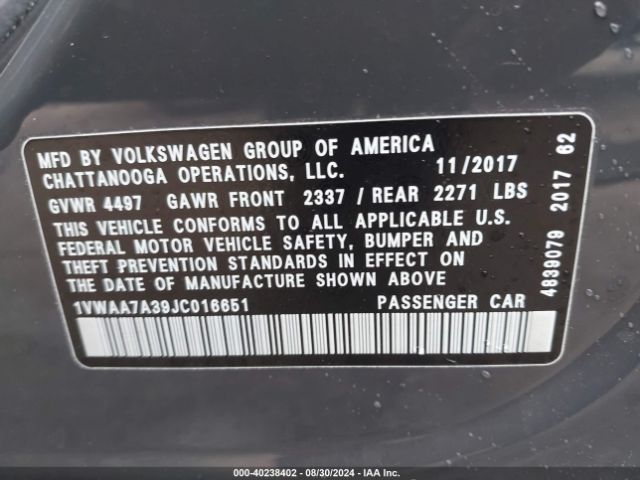 MFD BY VOLKSWAGEN GROUP OF AMERICA
CHATTANOOGA OPERATIONS, LLC. 11/2017
GVWR 4497 GAWR FRONT 2337 / REAR 2271 LBS
THIS VEHICLE CONFORMS TO ALL APPLICABLE U.S.
FEDERAL MOTOR VEHICLE SAFETY, BUMPER AND
THEFT PREVENTION STANDARDS IN EFFECT ON
THE DATE OF MANUFACTURE SHOWN ABOVE
1VWAA7A39JC016651 PASSENGER CAR
4839079 2017 62
000-40238402 - 08/30/2024 - IAA Inc.